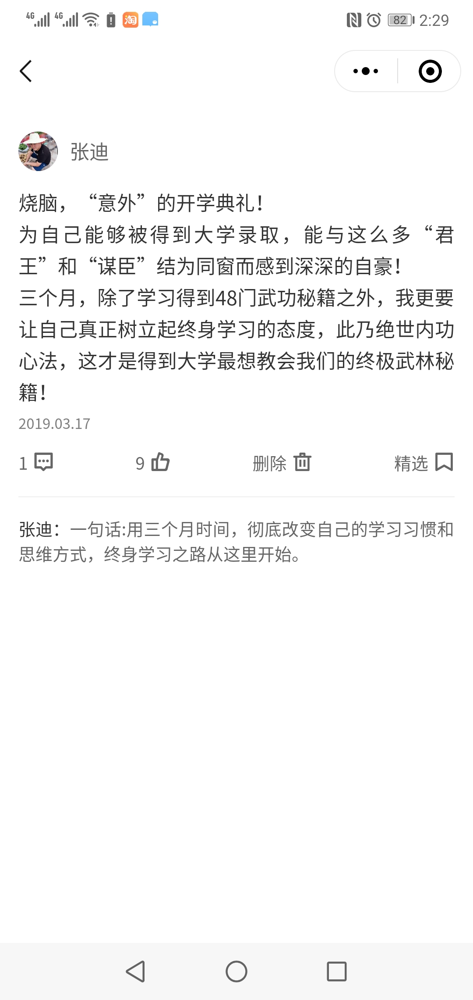 4G 4G 淘 82 2:29
张迪
烧脑，“意外”的开学典礼！
为自己能够被得到大学录取，能与这么多“君
王”和“谋臣”结为同窗而感到深深的自豪！
三个月，除了学习得到48门武功秘籍之外，我更要
让自己真正树立起终身学习的态度，此乃绝世内功
心法，这才是得到大学最想教会我们的终极武林秘
籍！
2019.03.17
1 9 删除 精选
张迪：一句话:用三个月时间，彻底改变自己的学习习惯和
思维方式，终身学习之路从这里开始。